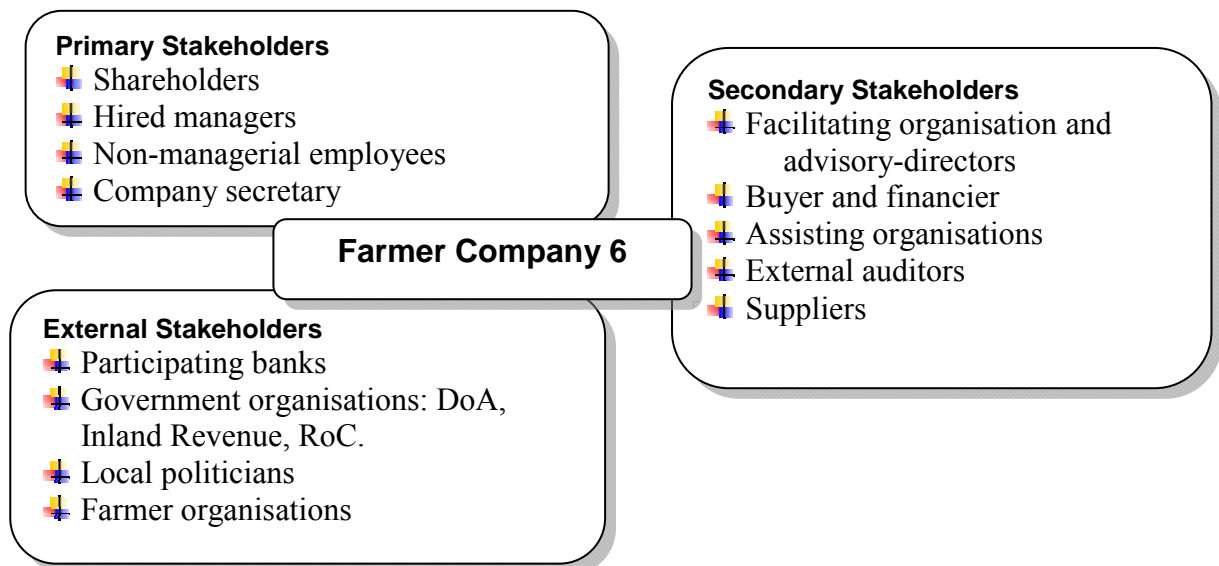 Primary Stakeholders
Shareholders
Hired managers
Non-managerial employees
Company secretary
Secondary Stakeholders
Facilitating organisation and
advisory-directors
Buyer and financier
Assisting organisations
External auditors
Suppliers
Farmer Company 6
External Stakeholders
Participating banks
Government organisations: DoA,
Inland Revenue, RoC.
Local politicians
Farmer organisations